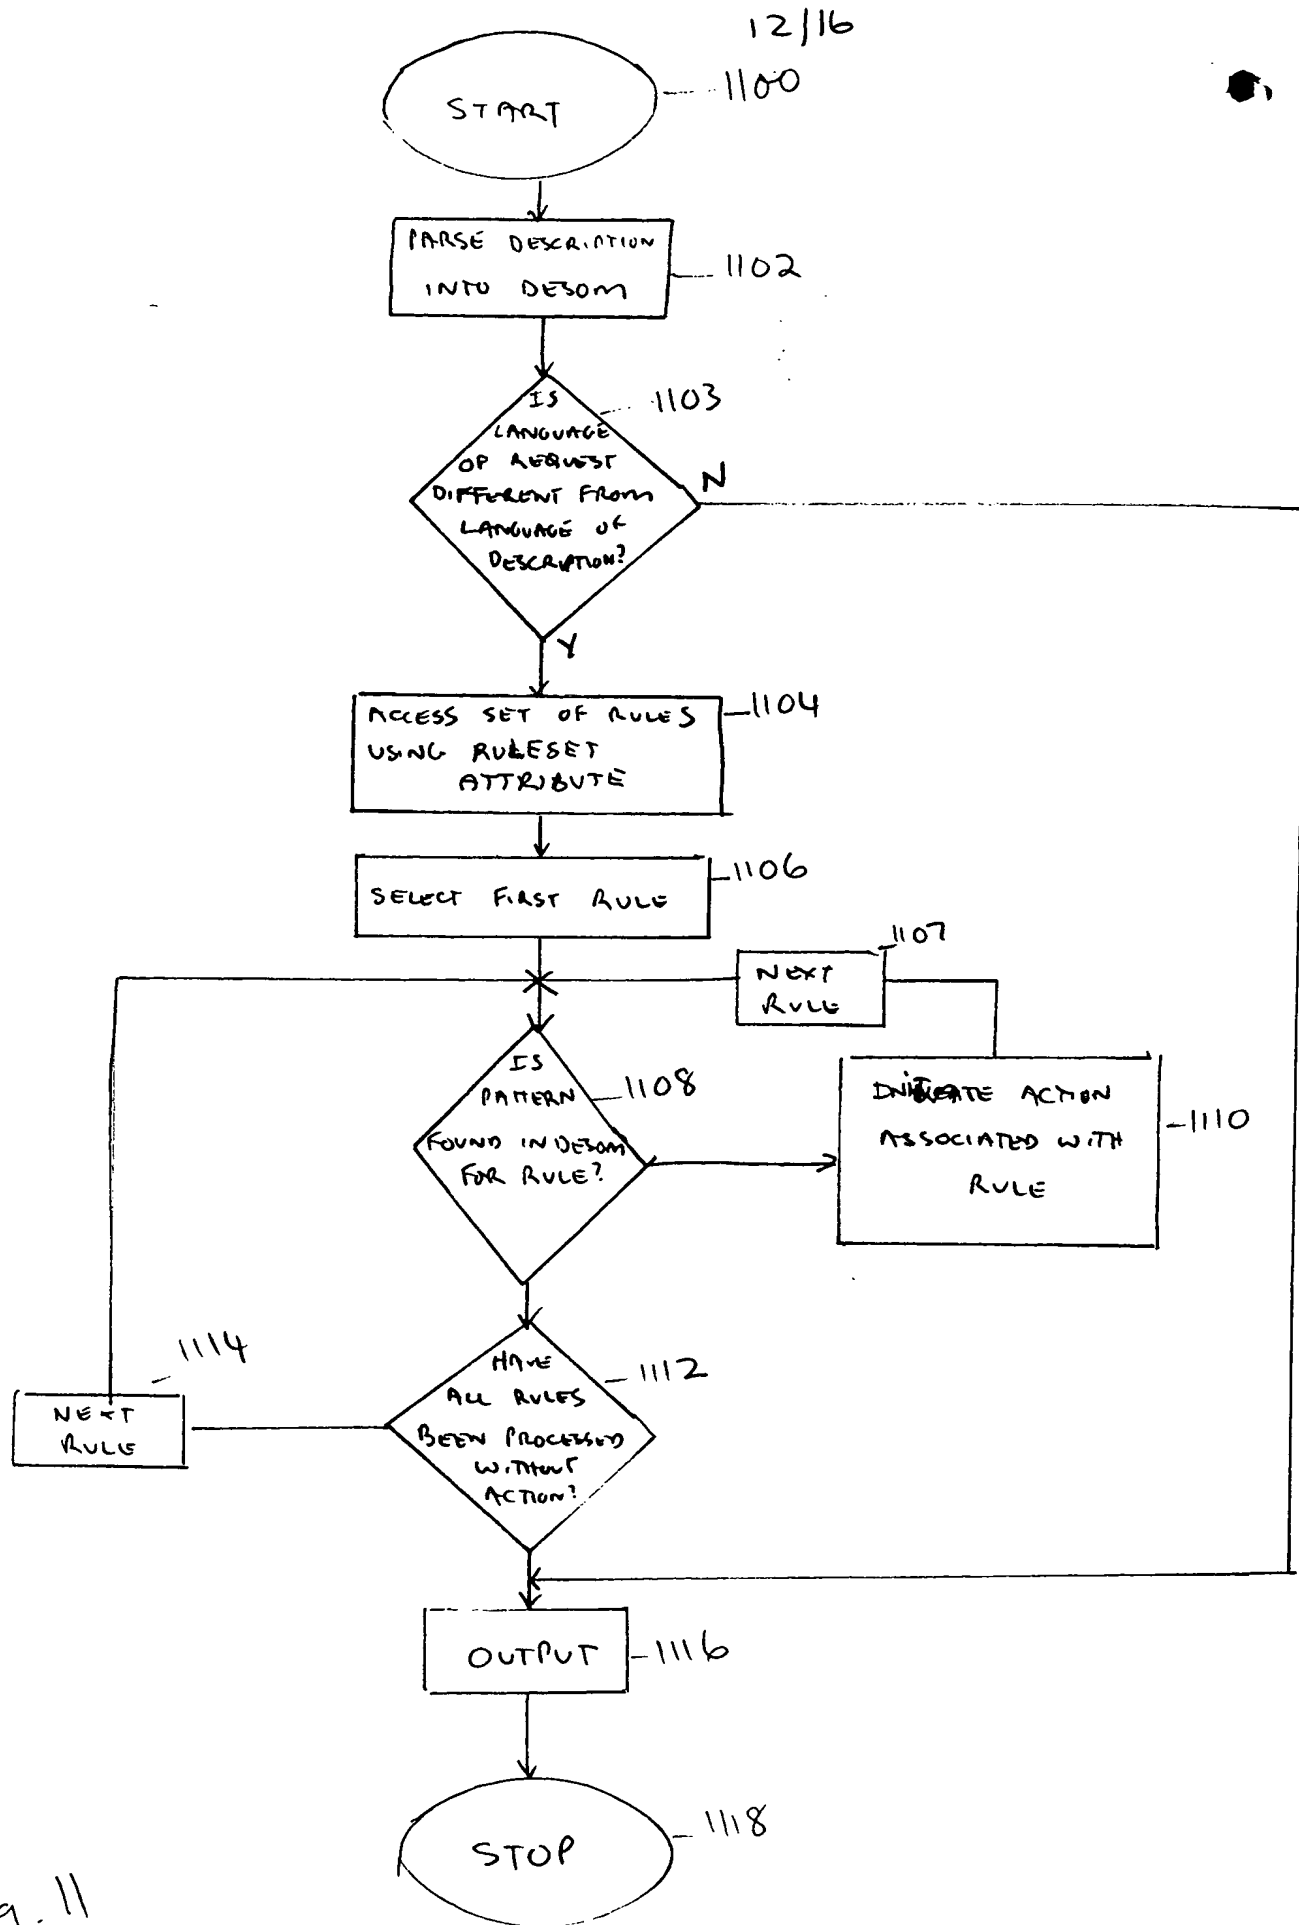 12/16
START
1100
PARSE DESCRIPTION
INTO DESOM
1102
IS
LANGUAGE
OF REQUEST
DIFFERENT FROM
LANGUAGE OF
DESCRIPTION?
1103
N
Y
ACCESS SET OF RULES
USING RULESET
ATTRIBUTE
1104
SELECT FIRST RULE
1106
1107
NEXT
RULE
IS
PATTERN
FOUND IN DESOM
FOR RULE?
1108
INITIATE ACTION
ASSOCIATED WITH
RULE
1110
HAVE
ALL RULES
BEEN PROCESSED
WITHOUT
ACTION?
1112
1114
NEXT
RULE
OUTPUT
1116
STOP
1118
g. 11